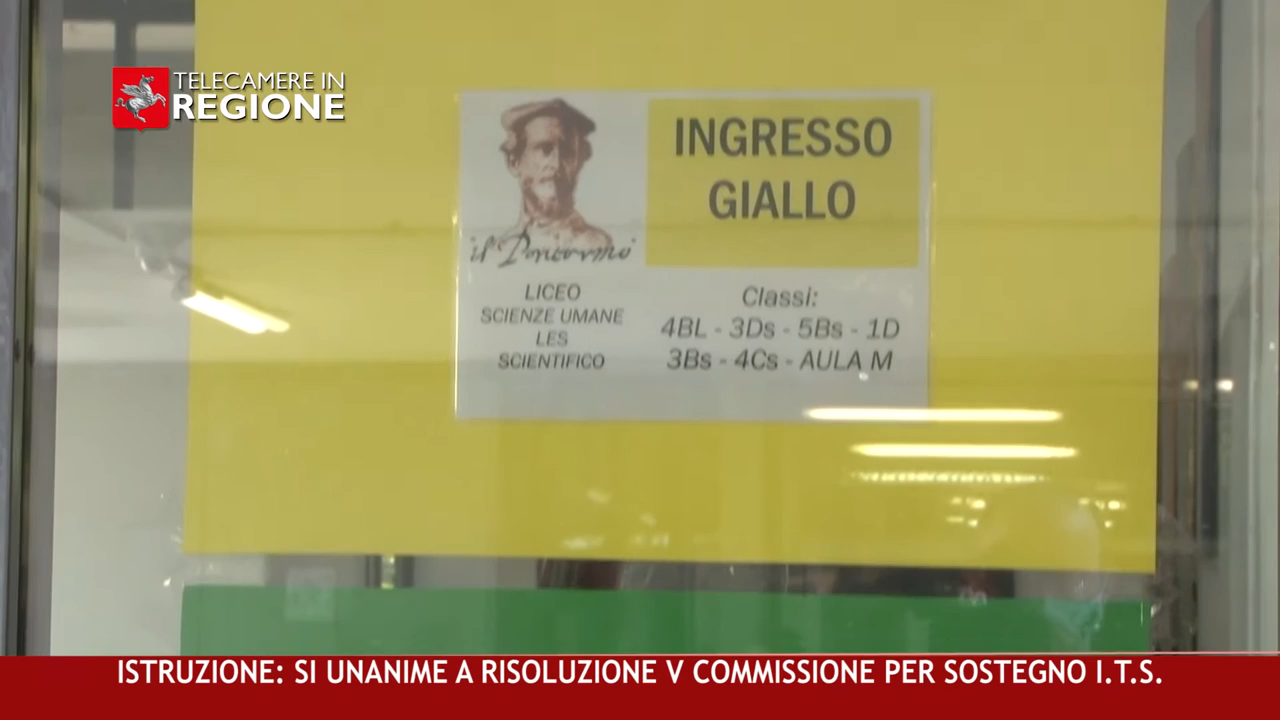 TELECAMERE IN
REGIONE
INGRESSO
GIALLO
il Pontormo
LICEO
SCIENZE UMANE
LES
SCIENTIFICO
Classi:
4BL - 3Ds - 5Bs - 1D
3Bs - 4Cs - AULA M
ISTRUZIONE: SI UNANIME A RISOLUZIONE V COMMISSIONE PER SOSTEGNO I.T.S.